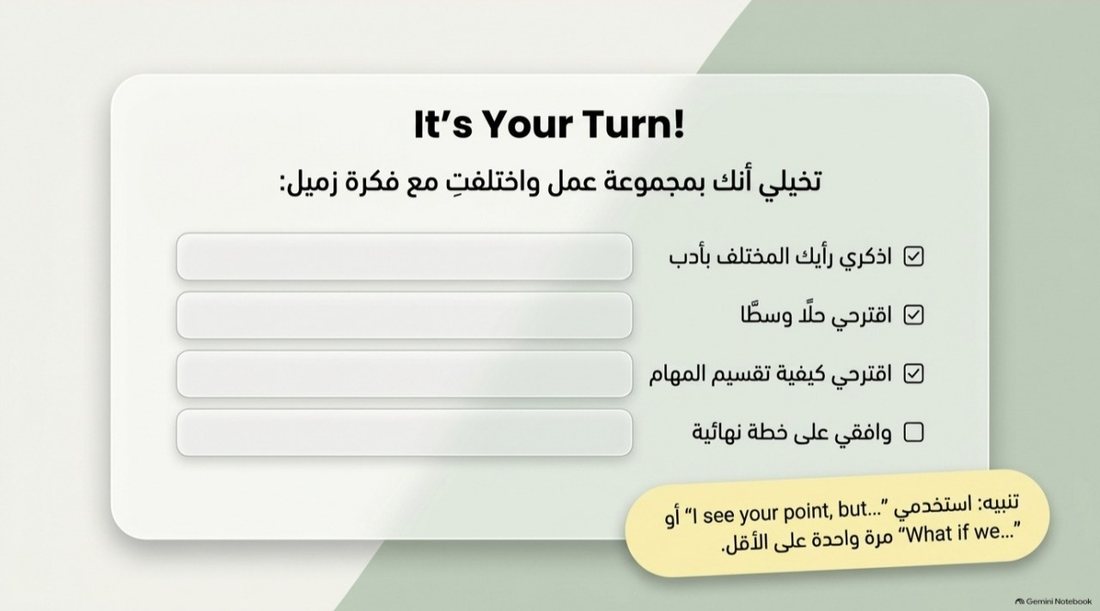 It's Your Turn!
تخيلي أنك بمجموعة عمل واختلفتِ مع فكرة زميل:
اذكري رأيك المختلف بأدب
اقترحي حلًا وسطًا
اقترحي كيفية تقسيم المهام
وافقي على خطة نهائية
تنبيه: استخدمي "I see your point, but..." أو
"What if we..." مرة واحدة على الأقل.
Gemini Notebook